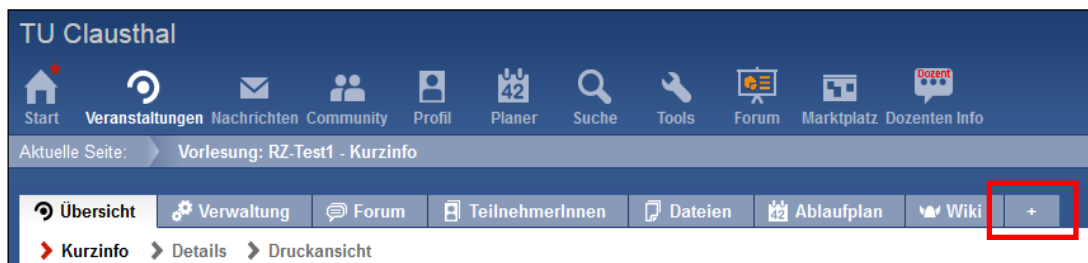 TU Clausthal
42
Dozent
Start Veranstaltungen Nachrichten Community Profil Planer Suche Tools Forum Marktplatz Dozenten Info
Aktuelle Seite: Vorlesung: RZ-Test1 - Kurzinfo
Übersicht Verwaltung Forum TeilnehmerInnen Dateien 42 Ablaufplan Wiki +
Kurzinfo Details Druckansicht